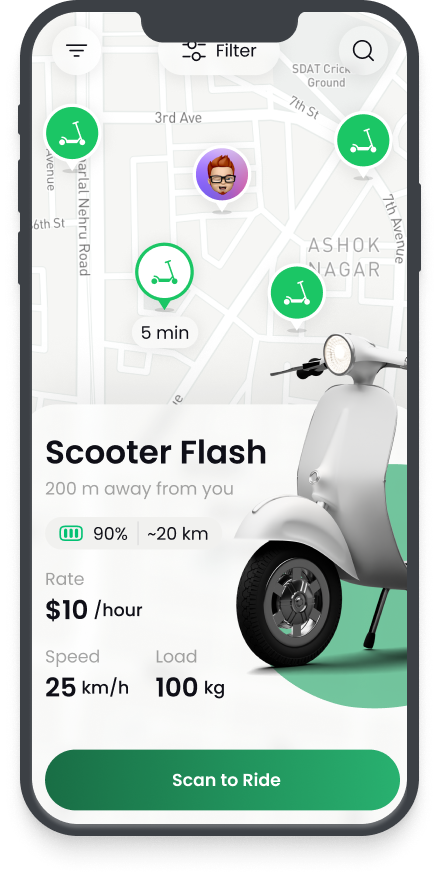 Filter
SDAT Crick
Ground
3rd Ave
7th St
Avenue
arlal Nehru Road
6th St
7th Avenue
ASHOK
NAGAR
5 min
Scooter Flash
200 m away from you
90% ~20 km
Rate
$10 /hour
Speed Load
25 km/h 100 kg
Scan to Ride